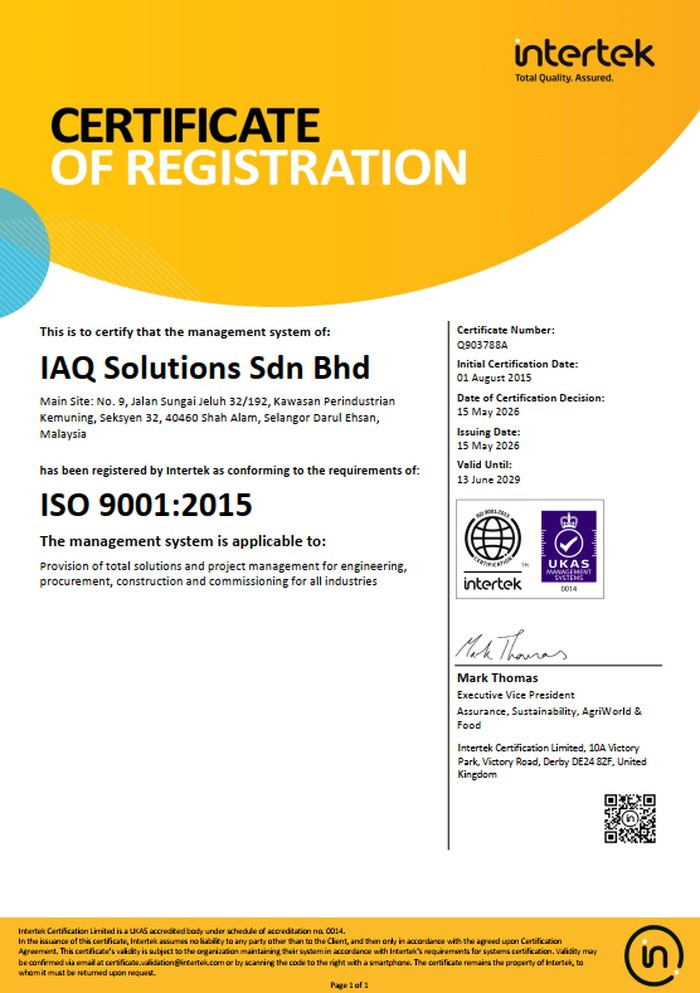 intertek
Total Quality. Assured.
CERTIFICATE
OF REGISTRATION
This is to certify that the management system of:
IAQ Solutions Sdn Bhd
Main Site: No. 9, Jalan Sungai Jeluh 32/192, Kawasan Perindustrian
Kemuning, Seksyen 32, 40460 Shah Alam, Selangor Darul Ehsan,
Malaysia
has been registered by Intertek as conforming to the requirements of:
ISO 9001:2015
The management system is applicable to:
Provision of total solutions and project management for engineering,
procurement, construction and commissioning for all industries
Certificate Number:
Q903788A
Initial Certification Date:
01 August 2015
Date of Certification Decision:
15 May 2026
Issuing Date:
15 May 2026
Valid Until:
13 June 2029
ISO 9001:2015
CERTIFICATION
TM
intertek
UKAS
MANAGEMENT
SYSTEMS
0014
Mark Thomas
Mark Thomas
Executive Vice President
Assurance, Sustainability, AgriWorld &
Food
Intertek Certification Limited, 10A Victory
Park, Victory Road, Derby DE24 8ZF, United
Kingdom
in
Intertek Certification Limited is a UKAS accredited body under schedule of accreditation no. 0014.
In the issuance of this certificate, Intertek assumes no liability to any party other than to the Client, and then only in accordance with the agreed upon Certification
Agreement. This certificate's validity is subject to the organization maintaining their system in accordance with Intertek's requirements for systems certification. Validity may
be confirmed via email at certificate.validation@intertek.com or by scanning the code to the right with a smartphone. The certificate remains the property of Intertek, to
whom it must be returned upon request.
Page 1 of 1
in